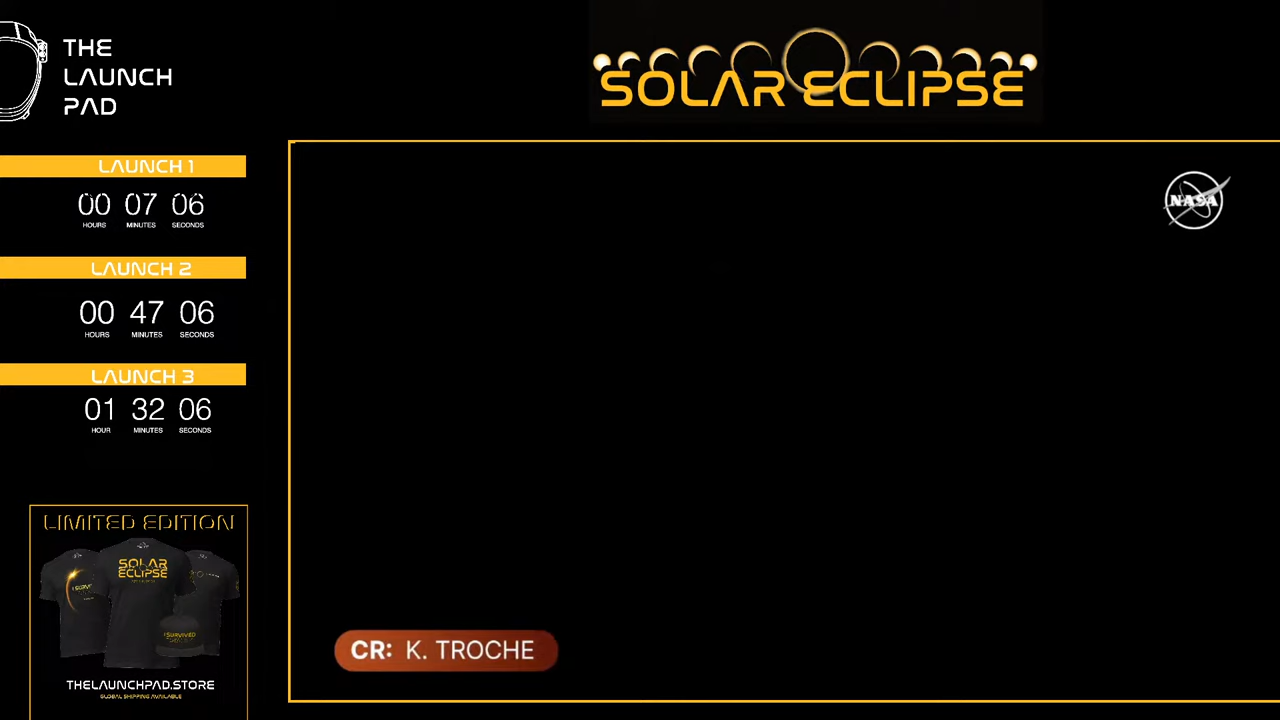 THE
LAUNCH
PAD
SOLAR ECLIPSE
LAUNCH 1
00 07 06
HOURS MINUTES SECONDS
LAUNCH 2
00 47 06
HOURS MINUTES SECONDS
LAUNCH 3
01 32 06
HOUR MINUTES SECONDS
NASA
LIMITED EDITION
SOLAR
ECLIPSE
I SURVIVED
THELAUNCHPAD.STORE
GLOBAL SHIPPING AVAILABLE
CR: K. TROCHE